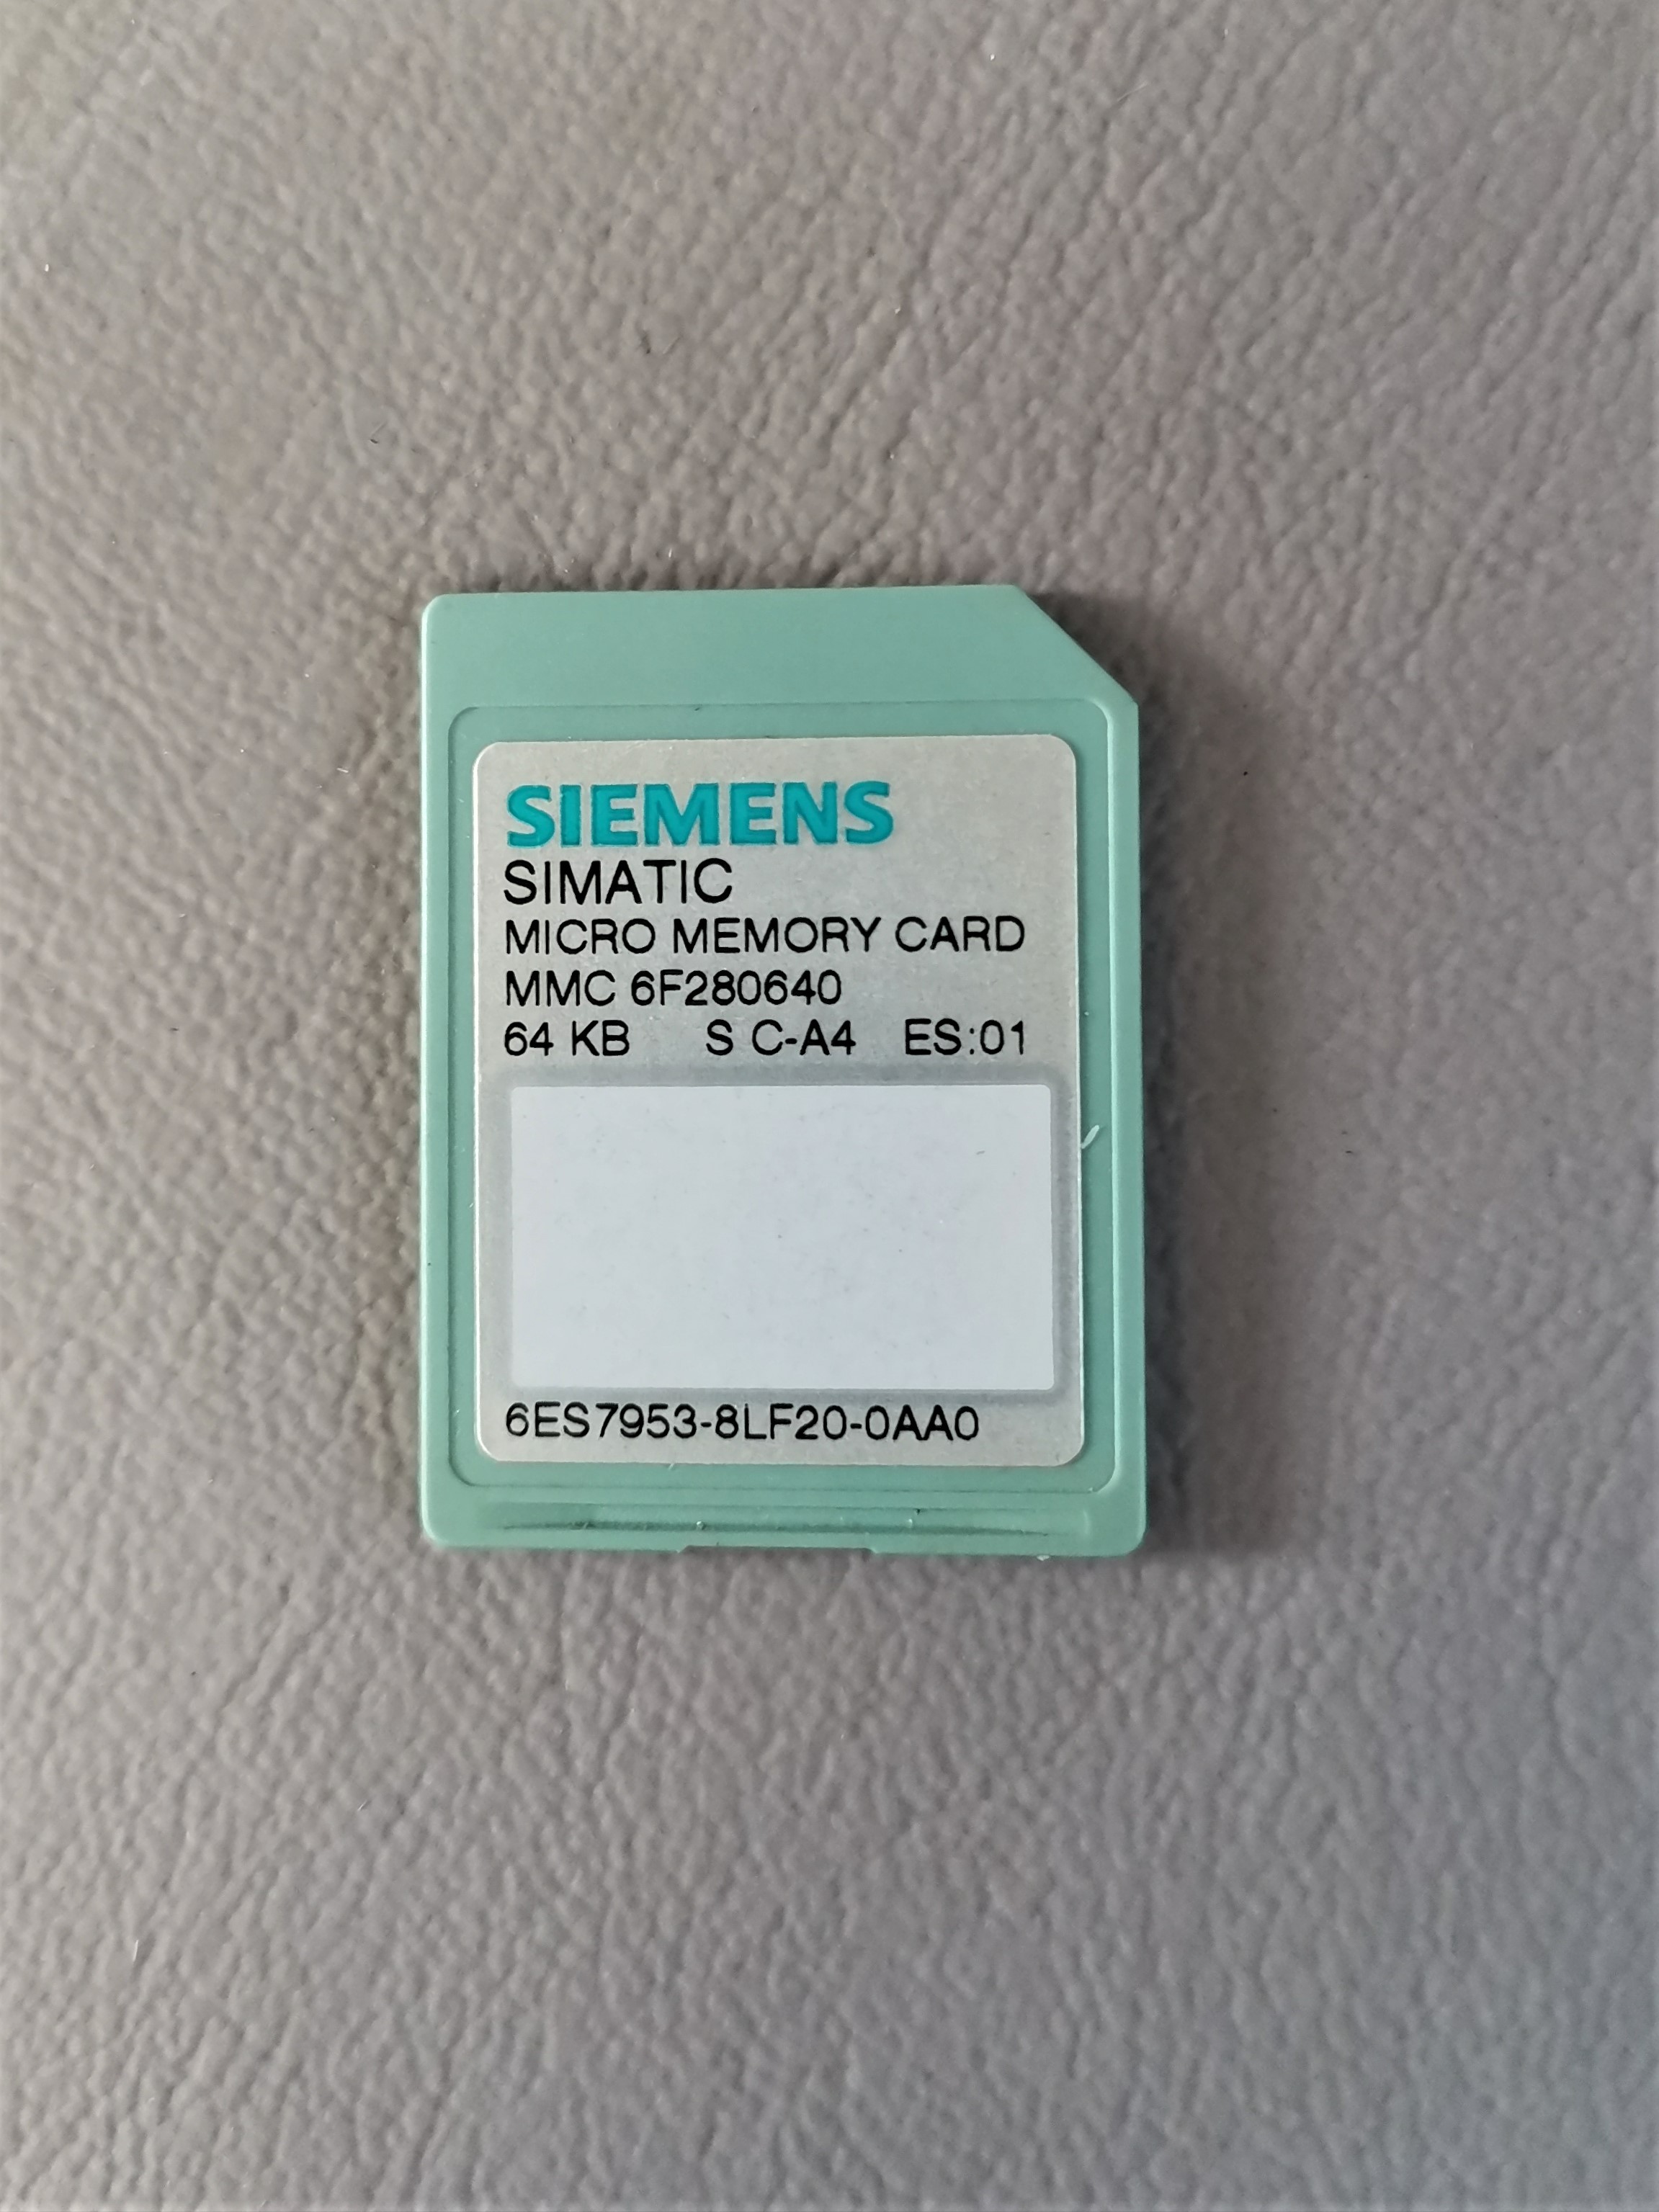 SIEMENS
SIMATIC
MICRO MEMORY CARD
MMC 6F280640
64 KB S C-A4 ES:01
6ES7953-8LF20-0AA0